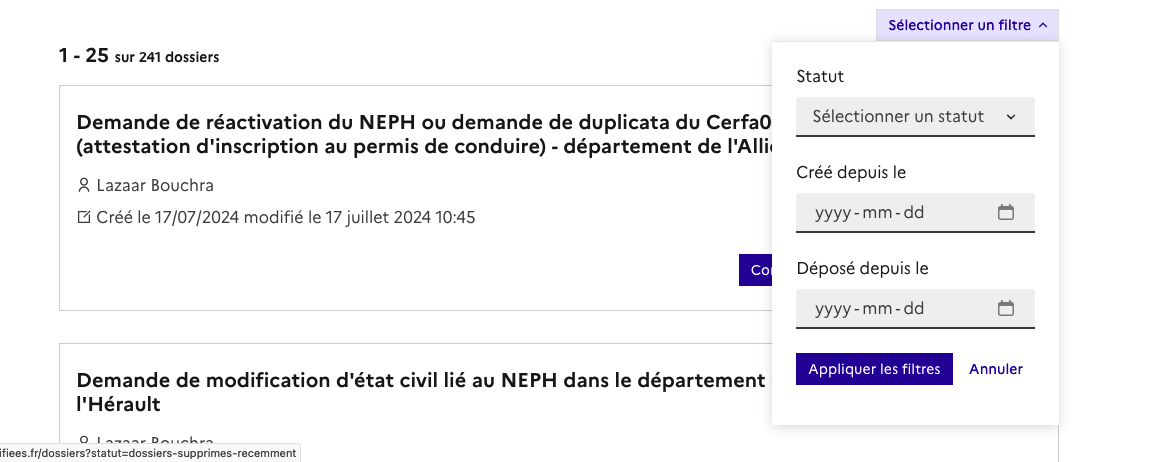 Sélectionner un filtre
1 - 25 sur 241 dossiers
Statut
Sélectionner un statut
Créé depuis le
yyyy-mm-dd
Déposé depuis le
yyyy-mm-dd
Appliquer les filtres Annuler
Demande de réactivation du NEPH ou demande de duplicata du Cerfa0
(attestation d'inscription au permis de conduire) - département de l'Allie
Lazaar Bouchra
Créé le 17/07/2024 modifié le 17 juillet 2024 10:45
Demande de modification d'état civil lié au NEPH dans le département
l'Hérault
Lazaar Bouchra
ifiees.fr/dossiers?statut=dossiers-supprimes-recemment